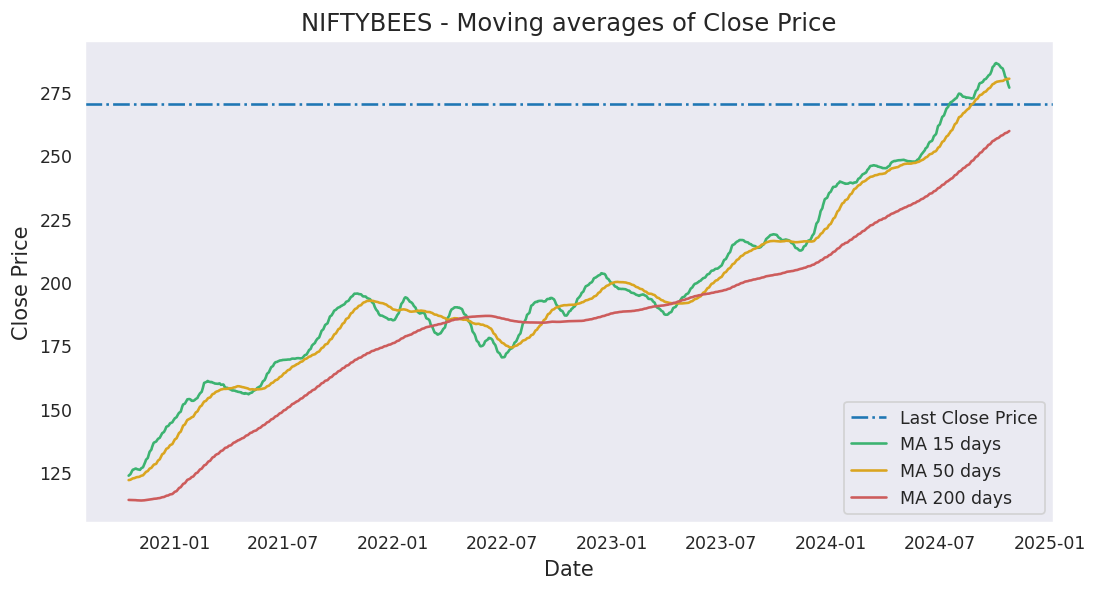 NIFTYBEES - Moving averages of Close Price
Close Price
275
250
225
200
175
150
125
Last Close Price
MA 15 days
MA 50 days
MA 200 days
2021-01 2021-07 2022-01 2022-07 2023-01 2023-07 2024-01 2024-07 2025-01
Date